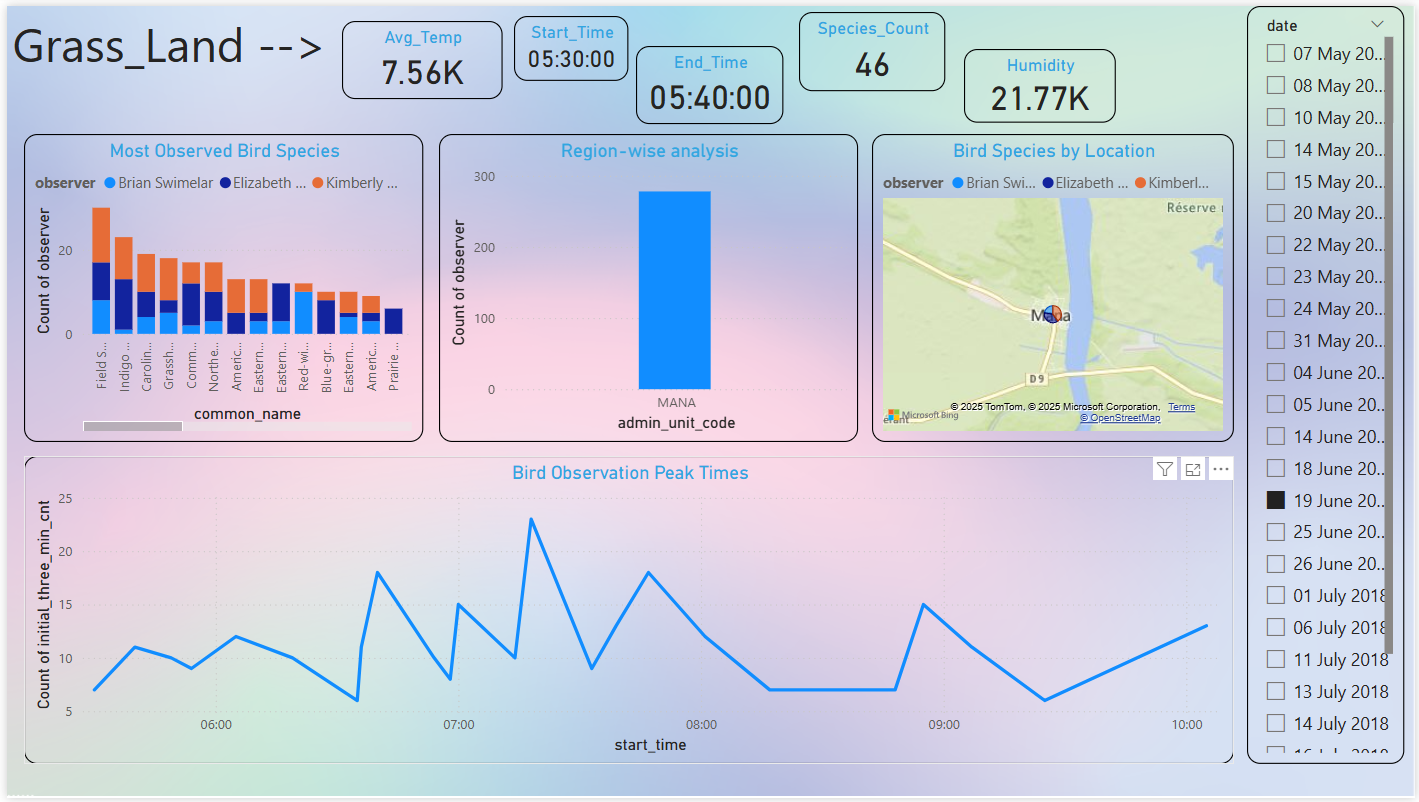 Grass_Land -->
Avg_Temp
7.56K
Start_Time
05:30:00
End_Time
05:40:00
Species_Count
46
Humidity
21.77K
Most Observed Bird Species
observer Brian Swimelar Elizabeth ... Kimberly ...
Count of observer
20
0
Field S...
Indigo ...
Carolin...
Grassh...
Comm...
Northe...
Americ...
Eastern...
Eastern...
Red-wi...
Blue-gr...
Eastern...
Americ...
Prairie ...
common_name
Region-wise analysis
Count of observer
300
200
100
0
MANA
admin_unit_code
Bird Species by Location
observer Brian Swi... Elizabeth ... Kimberl...
Réserve
Mana
D9
© 2025 TomTom, © 2025 Microsoft Corporation, Terms
Microsoft Bing
© OpenStreetMap
Bird Observation Peak Times
Count of initial_three_min_cnt
25
20
15
10
5
06:00
07:00
08:00
09:00
10:00
start_time
date
07 May 20...
08 May 20...
10 May 20...
14 May 20...
15 May 20...
20 May 20...
22 May 20...
23 May 20...
24 May 20...
31 May 20...
04 June 20...
05 June 20...
14 June 20...
18 June 20...
19 June 20...
25 June 20...
26 June 20...
01 July 2018
06 July 2018
11 July 2018
13 July 2018
14 July 2018